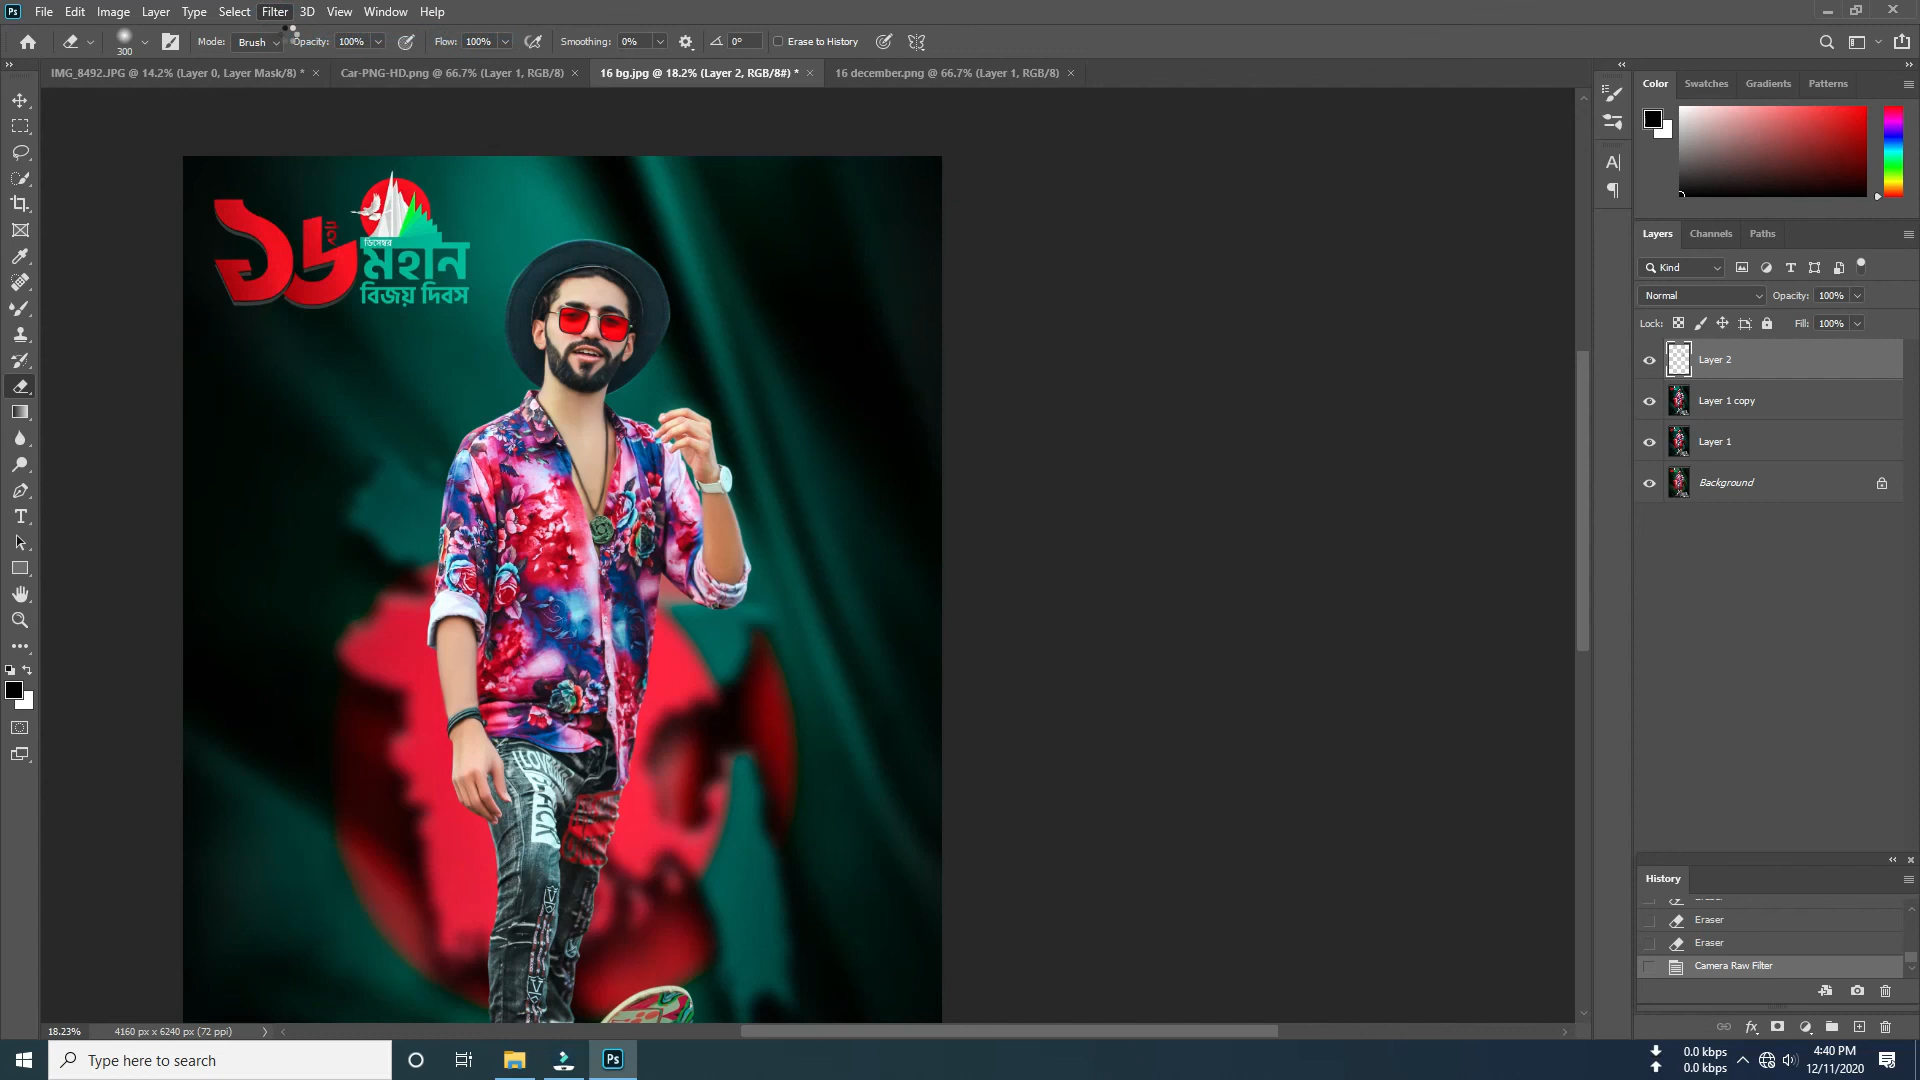 Ps File Edit Image Layer Type Select Filter 3D View Window Help
300 Mode: Brush Opacity: 100% Flow: 100% Smoothing: 0% 0° Erase to History
IMG_8492.JPG @ 14.2% (Layer 0, Layer Mask/8) * × Car-PNG-HD.png @ 66.7% (Layer 1, RGB/8) × 16 bg.jpg @ 18.2% (Layer 2, RGB/8#) * × 16 december.png @ 66.7% (Layer 1, RGB/8) ×
Color Swatches Gradients Patterns
১৬ই
ডিসেম্বর
মহান
বিজয় দিবস
Layers Channels Paths
Kind
Normal Opacity: 100%
Lock: Fill: 100%
Layer 2
Layer 1 copy
Layer 1
Background
History
Eraser
Eraser
Eraser
Camera Raw Filter
18.23% 4160 px x 6240 px (72 ppi)
Type here to search
Ps
0.0 kbps
0.0 kbps
4:40 PM
12/11/2020